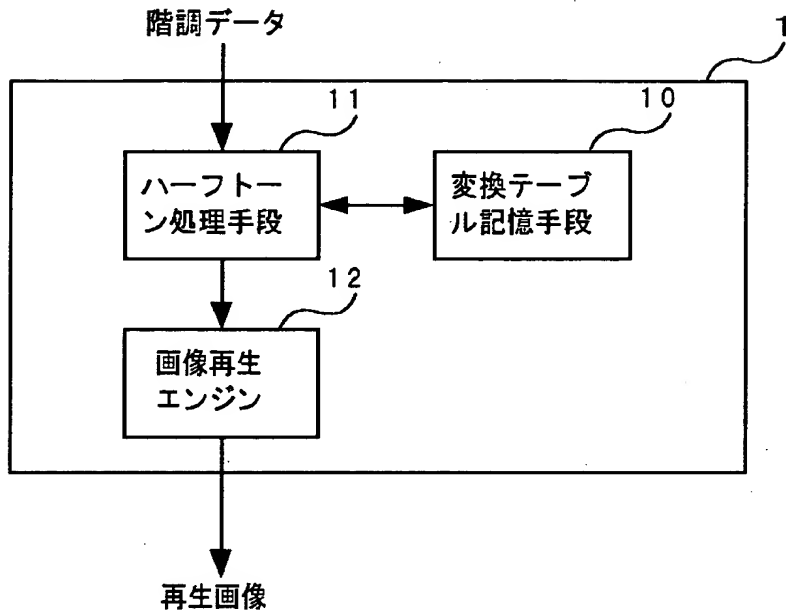 階調データ
1
11
10
ハーフトー
ン処理手段
変換テーブ
ル記憶手段
12
画像再生
エンジン
再生画像